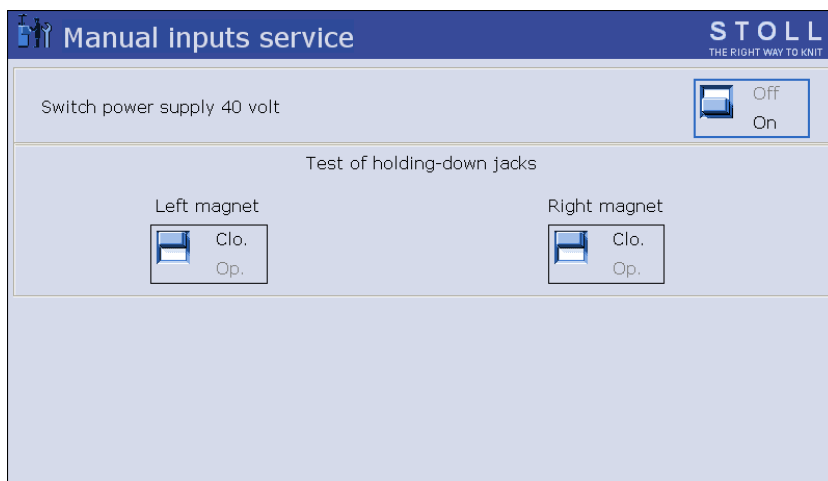 Manual inputs service
STOLL
THE RIGHT WAY TO KNIT
Switch power supply 40 volt
Off
On
Test of holding-down jacks
Left magnet
Right magnet
Clo.
Op.
Clo.
Op.